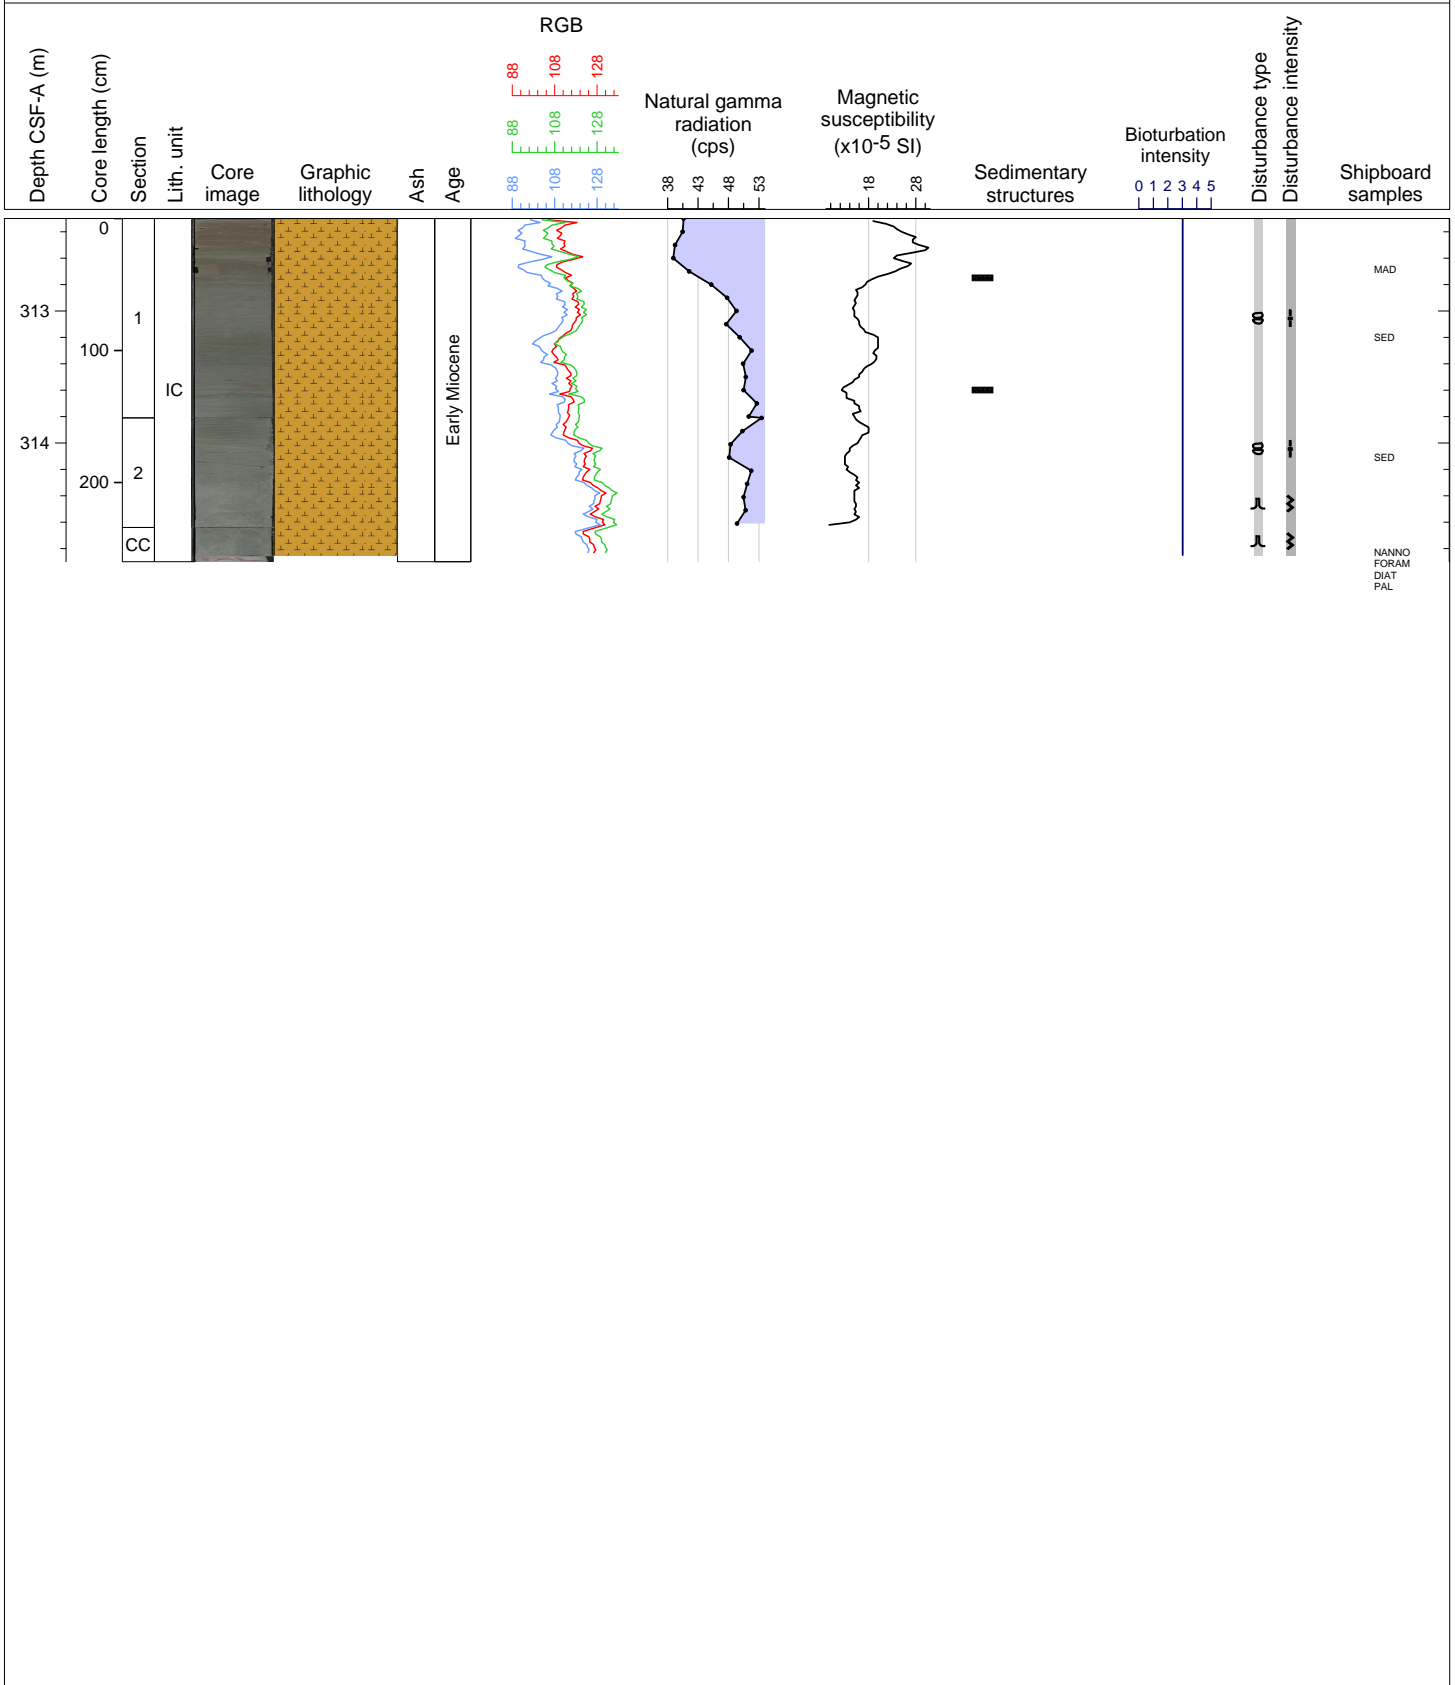 RGB
88 108 128
88 108 128
88 108 128
Depth CSF-A (m)
Core length (cm)
Section
Lith. unit
Core
image
Graphic
lithology
Ash
Age
Natural gamma
radiation
(cps)
38 43 48 53
Magnetic
susceptibility
(x10-5 SI)
18 28
Sedimentary
structures
Bioturbation
intensity
0 1 2 3 4 5
Disturbance type
Disturbance intensity
Shipboard
samples
0
MAD
313
1
SED
100
Early Miocene
IC
314
SED
2
200
CC
NANNO
FORAM
DIAT
PAL